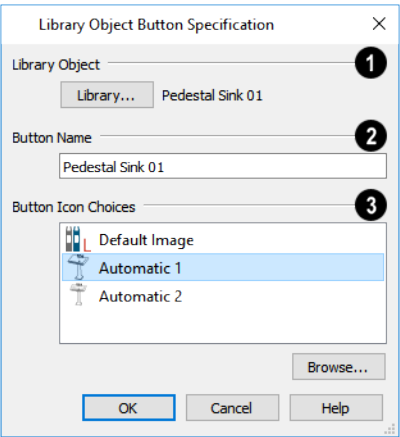 Library Object Button Specification
Library Object 1
Library... Pedestal Sink 01
Button Name 2
Pedestal Sink 01
Button Icon Choices 3
L Default Image
Automatic 1
Automatic 2
Browse...
OK Cancel Help